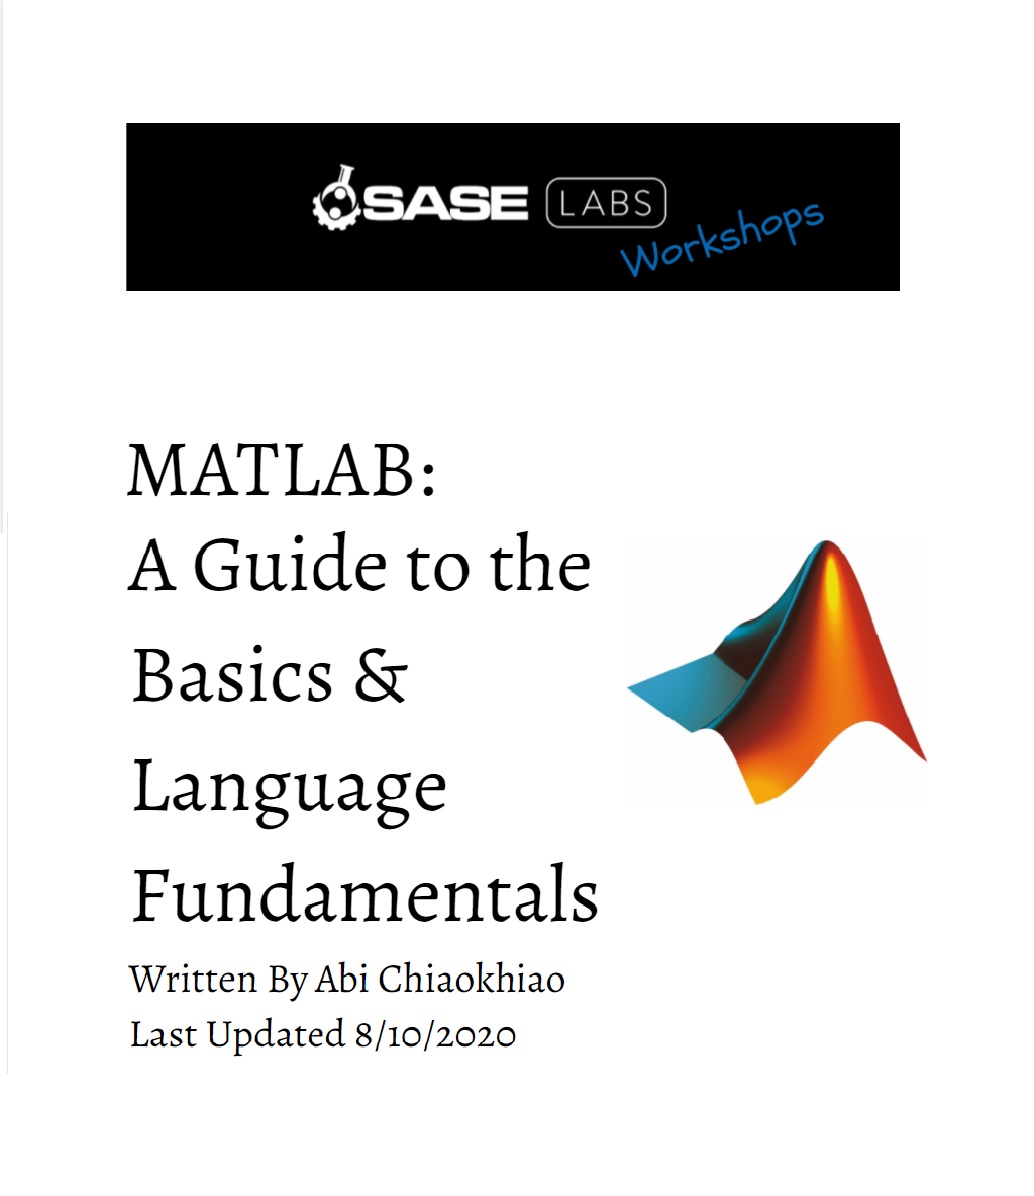 SASE LABS
Workshops
MATLAB:
A Guide to the
Basics &
Language
Fundamentals
Written By Abi Chiaokhiao
Last Updated 8/10/2020